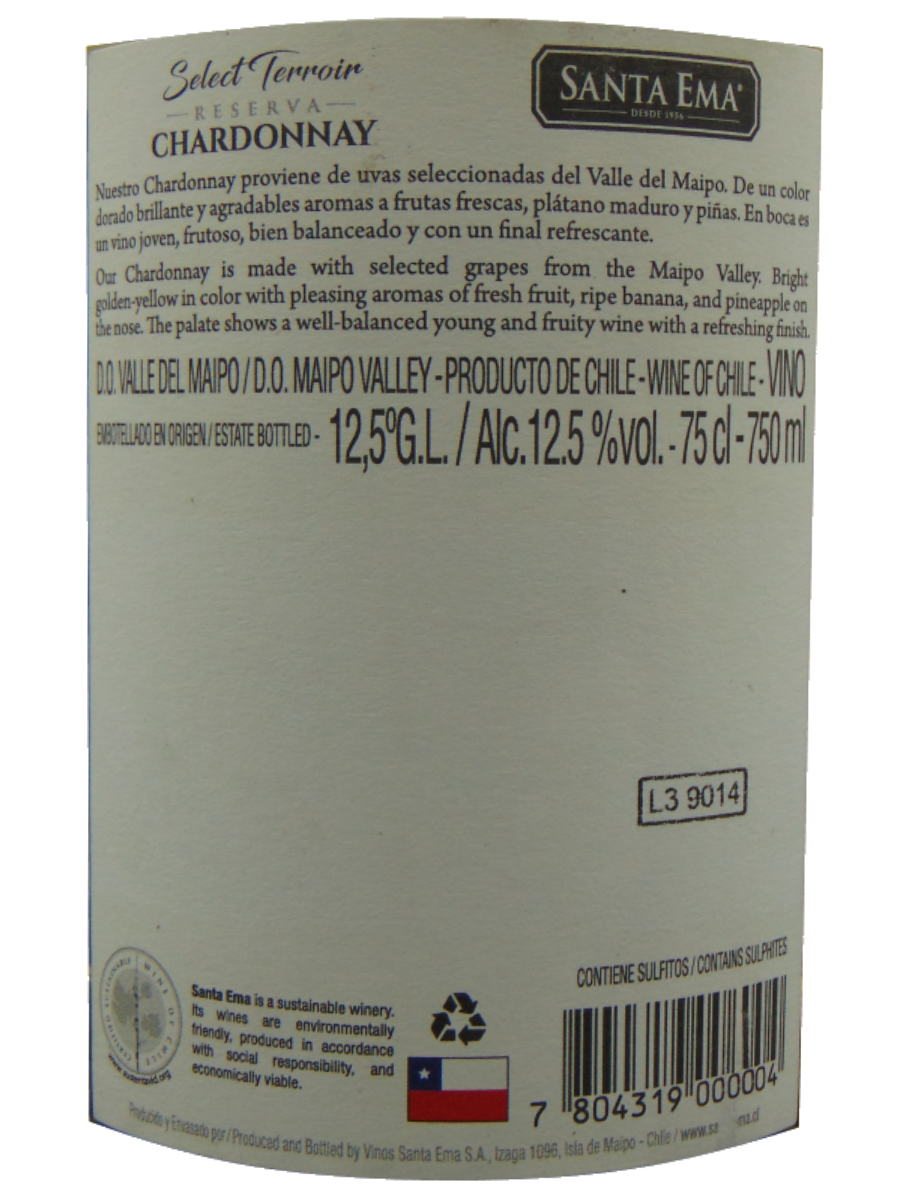 Select Terroir
RESERVA
CHARDONNAY
SANTA EMA
DESDE 1956
Nuestro Chardonnay proviene de uvas seleccionadas del Valle del Maipo. De un color
dorado brillante y agradables aromas a frutas frescas, plátano maduro y piñas. En boca es
un vino joven, frutoso, bien balanceado y con un final refrescante.
Our Chardonnay is made with selected grapes from the Maipo Valley. Bright
golden-yellow in color with pleasing aromas of fresh fruit, ripe banana, and pineapple on
the nose. The palate shows a well-balanced young and fruity wine with a refreshing finish.
D.O. VALLE DEL MAIPO / D.O. MAIPO VALLEY - PRODUCTO DE CHILE - WINE OF CHILE - VINO
EMBOTELLADO EN ORIGEN / ESTATE BOTTLED - 12,5ºG.L. / Alc.12.5 %vol. - 75 cl - 750 ml
L3 9014
CONTIENE SULFITOS / CONTAINS SULPHITES
WINE OF CHILE
Santa Ema is a sustainable winery.
Its wines are environmentally
friendly, produced in accordance
with social responsibility, and
economically viable.
7 804319 000004
Producido y Envasado por / Produced and Bottled by Vinos Santa Ema S.A., Izaga 1096, Isla de Maipo - Chile / www.sa ma.cl